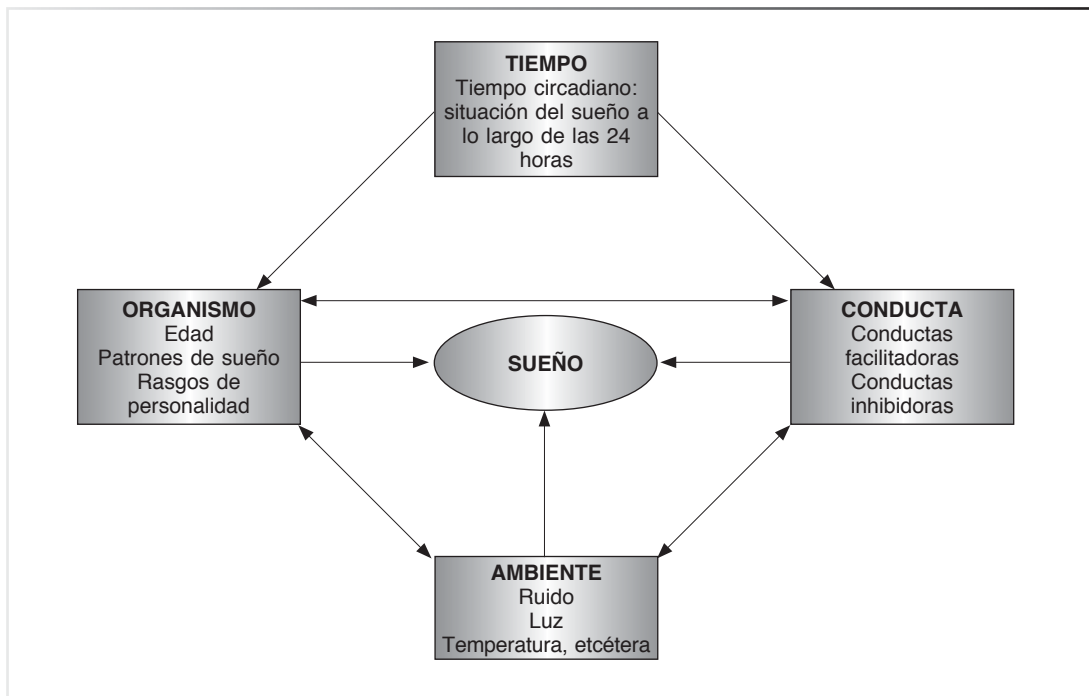 TIEMPO
Tiempo circadiano:
situación del sueño a
lo largo de las 24
horas
ORGANISMO
Edad
Patrones de sueño
Rasgos de
personalidad
SUEÑO
CONDUCTA
Conductas
facilitadoras
Conductas
inhibidoras
AMBIENTE
Ruido
Luz
Temperatura, etcétera